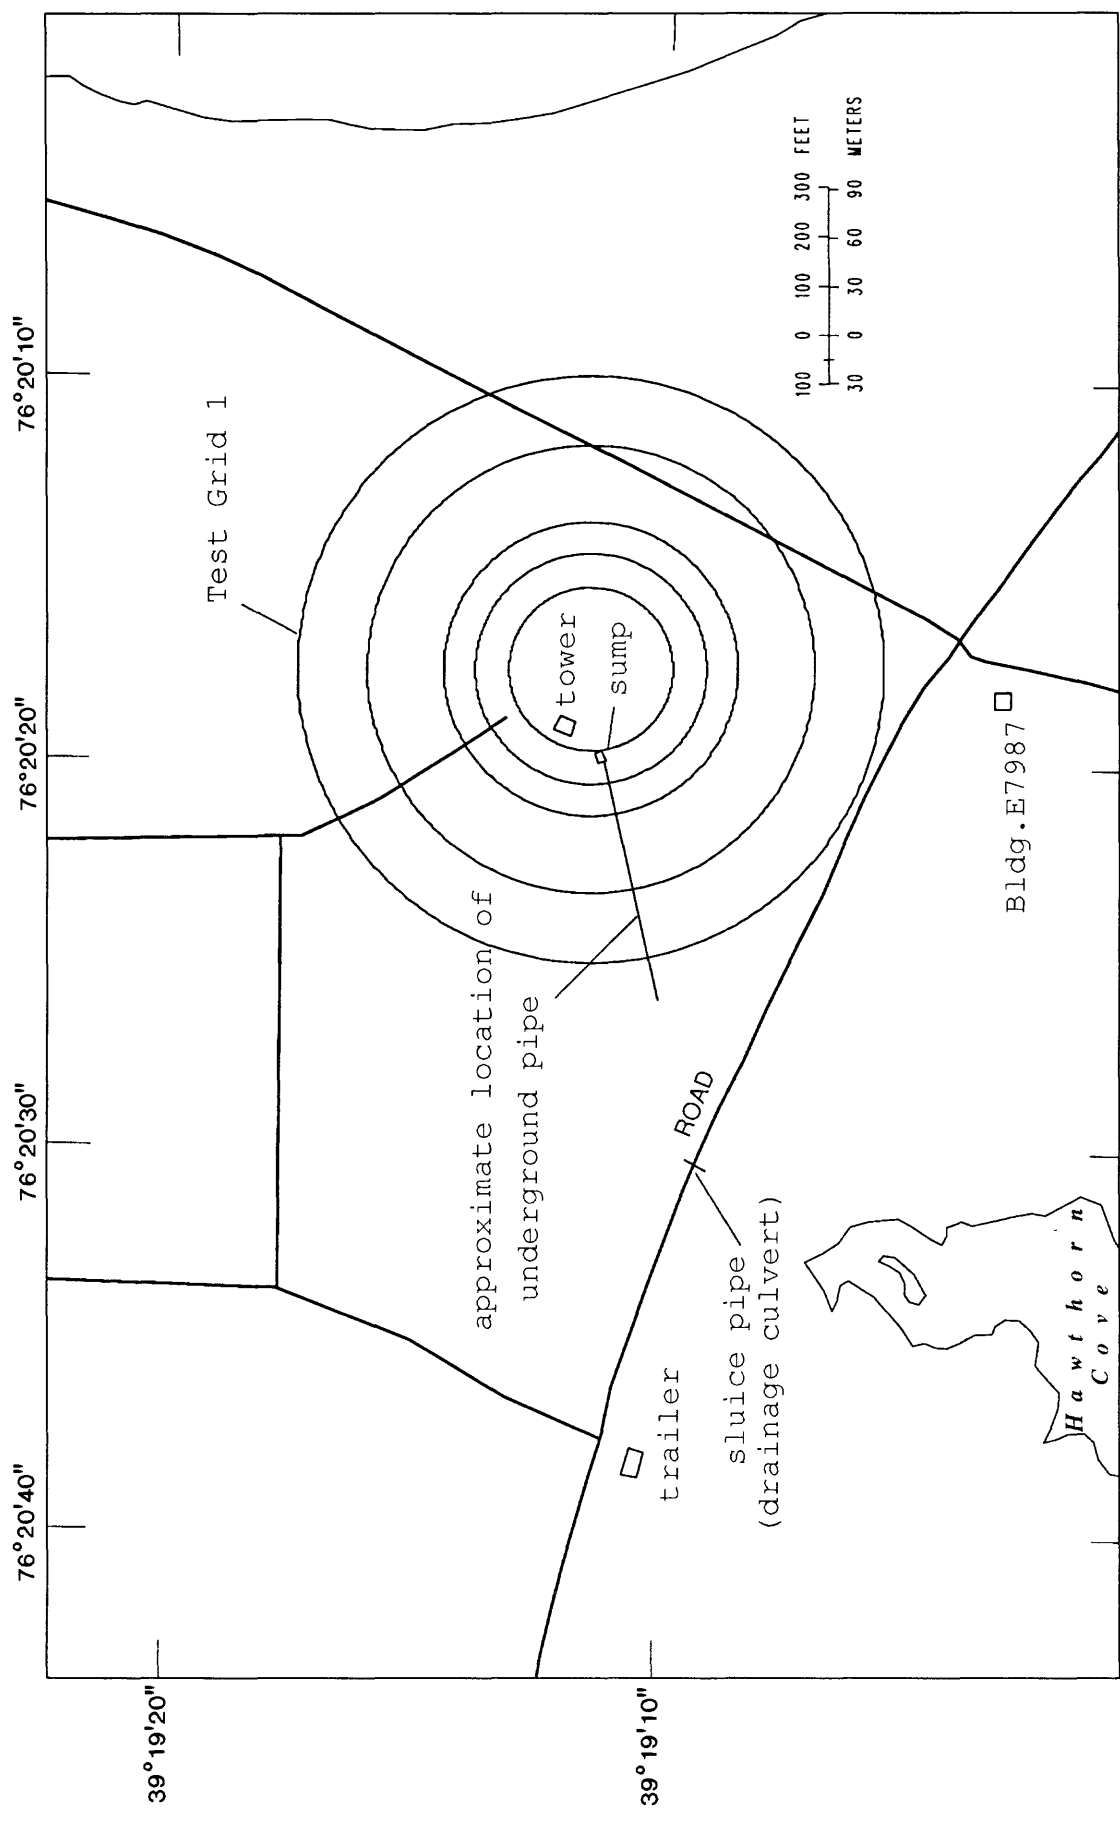 76°20'40"
76°20'30"
76°20'20"
76°20'10"
39°19'20"
39°19'10"
Test Grid 1
approximate location of
underground pipe
tower
sump
trailer
ROAD
sluice pipe
(drainage culvert)
Bldg.E7987
100 0 100 200 300 FEET
30 0 30 60 90 METERS
Hawthorn
Cove